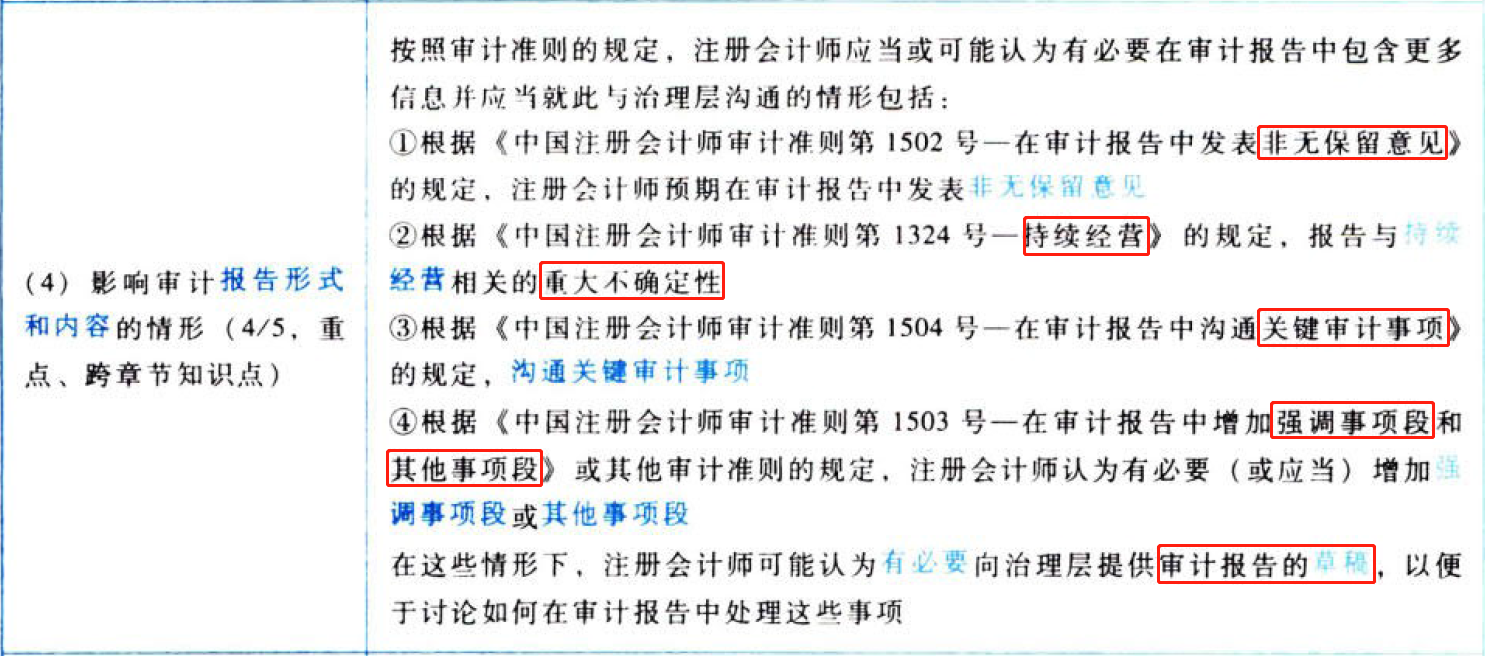 (4) 影响审计报告形式
和内容的情形 (4/5, 重
点、跨章节知识点)
按照审计准则的规定，注册会计师应当或可能认为有必要在审计报告中包含更多
信息并应当就此与治理层沟通的情形包括：
①根据《中国注册会计师审计准则第 1502 号—在审计报告中发表非无保留意见》
的规定，注册会计师预期在审计报告中发表非无保留意见
②根据《中国注册会计师审计准则第 1324 号—持续经营》的规定，报告与持续
经营相关的重大不确定性
③根据《中国注册会计师审计准则第 1504 号—在审计报告中沟通关键审计事项》
的规定，沟通关键审计事项
④根据《中国注册会计师审计准则第 1503 号—在审计报告中增加强调事项段和
其他事项段》或其他审计准则的规定，注册会计师认为有必要（或应当）增加强
调事项段或其他事项段
在这些情形下，注册会计师可能认为有必要向治理层提供审计报告的草稿，以便
于讨论如何在审计报告中处理这些事项